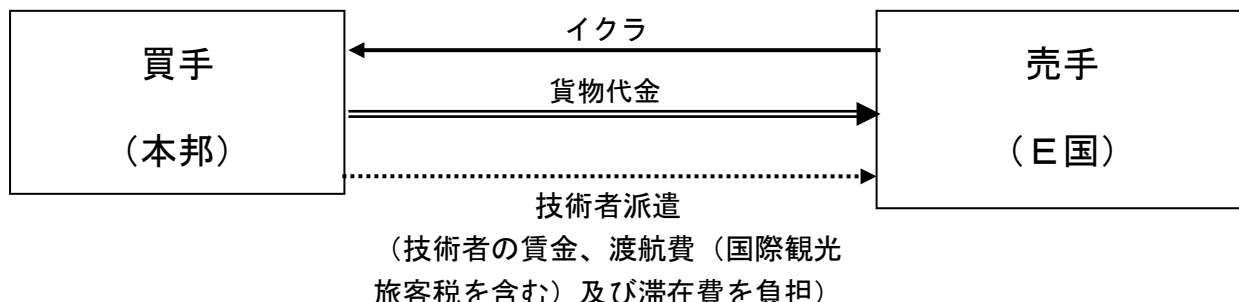 イクラ
買手
(本邦)
貨物代金
売手
(E国)
技術者派遣
(技術者の賃金、渡航費(国際観光
旅客税を含む)及び滞在費を負担)